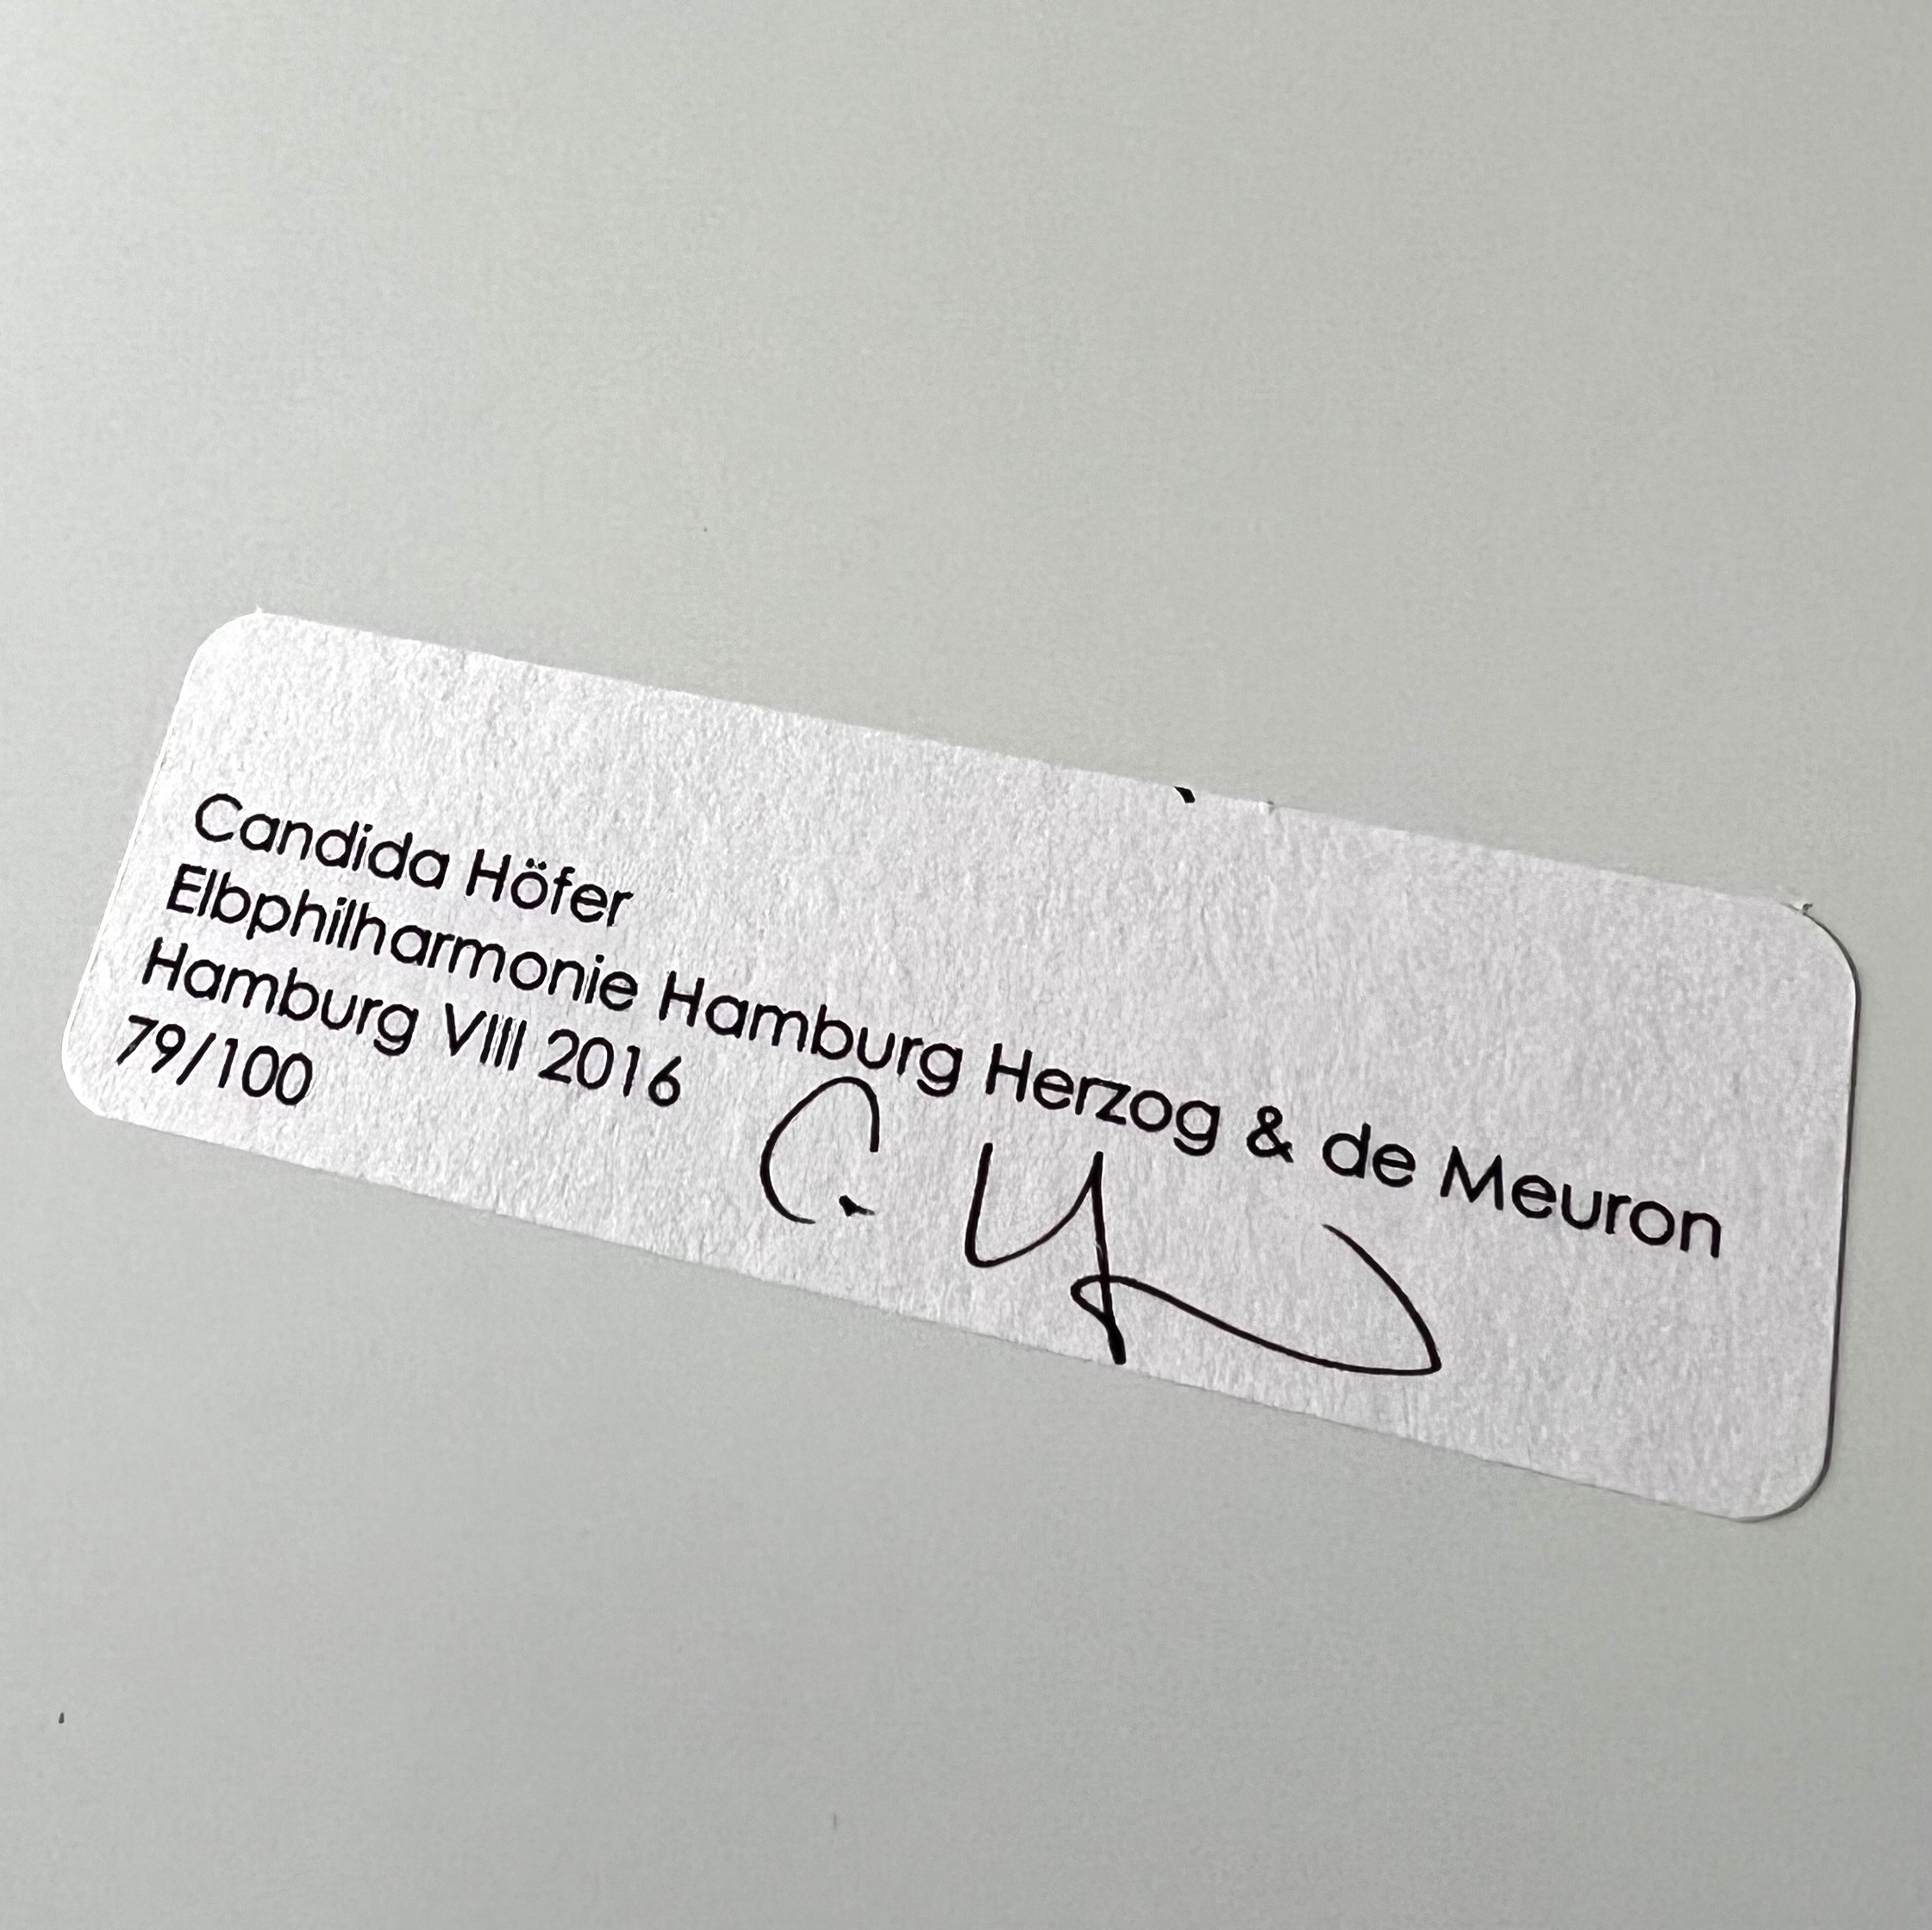 Candida Höfer
Elbphilharmonie Hamburg Herzog & de Meuron
Hamburg VIII 2016
79/100
C.